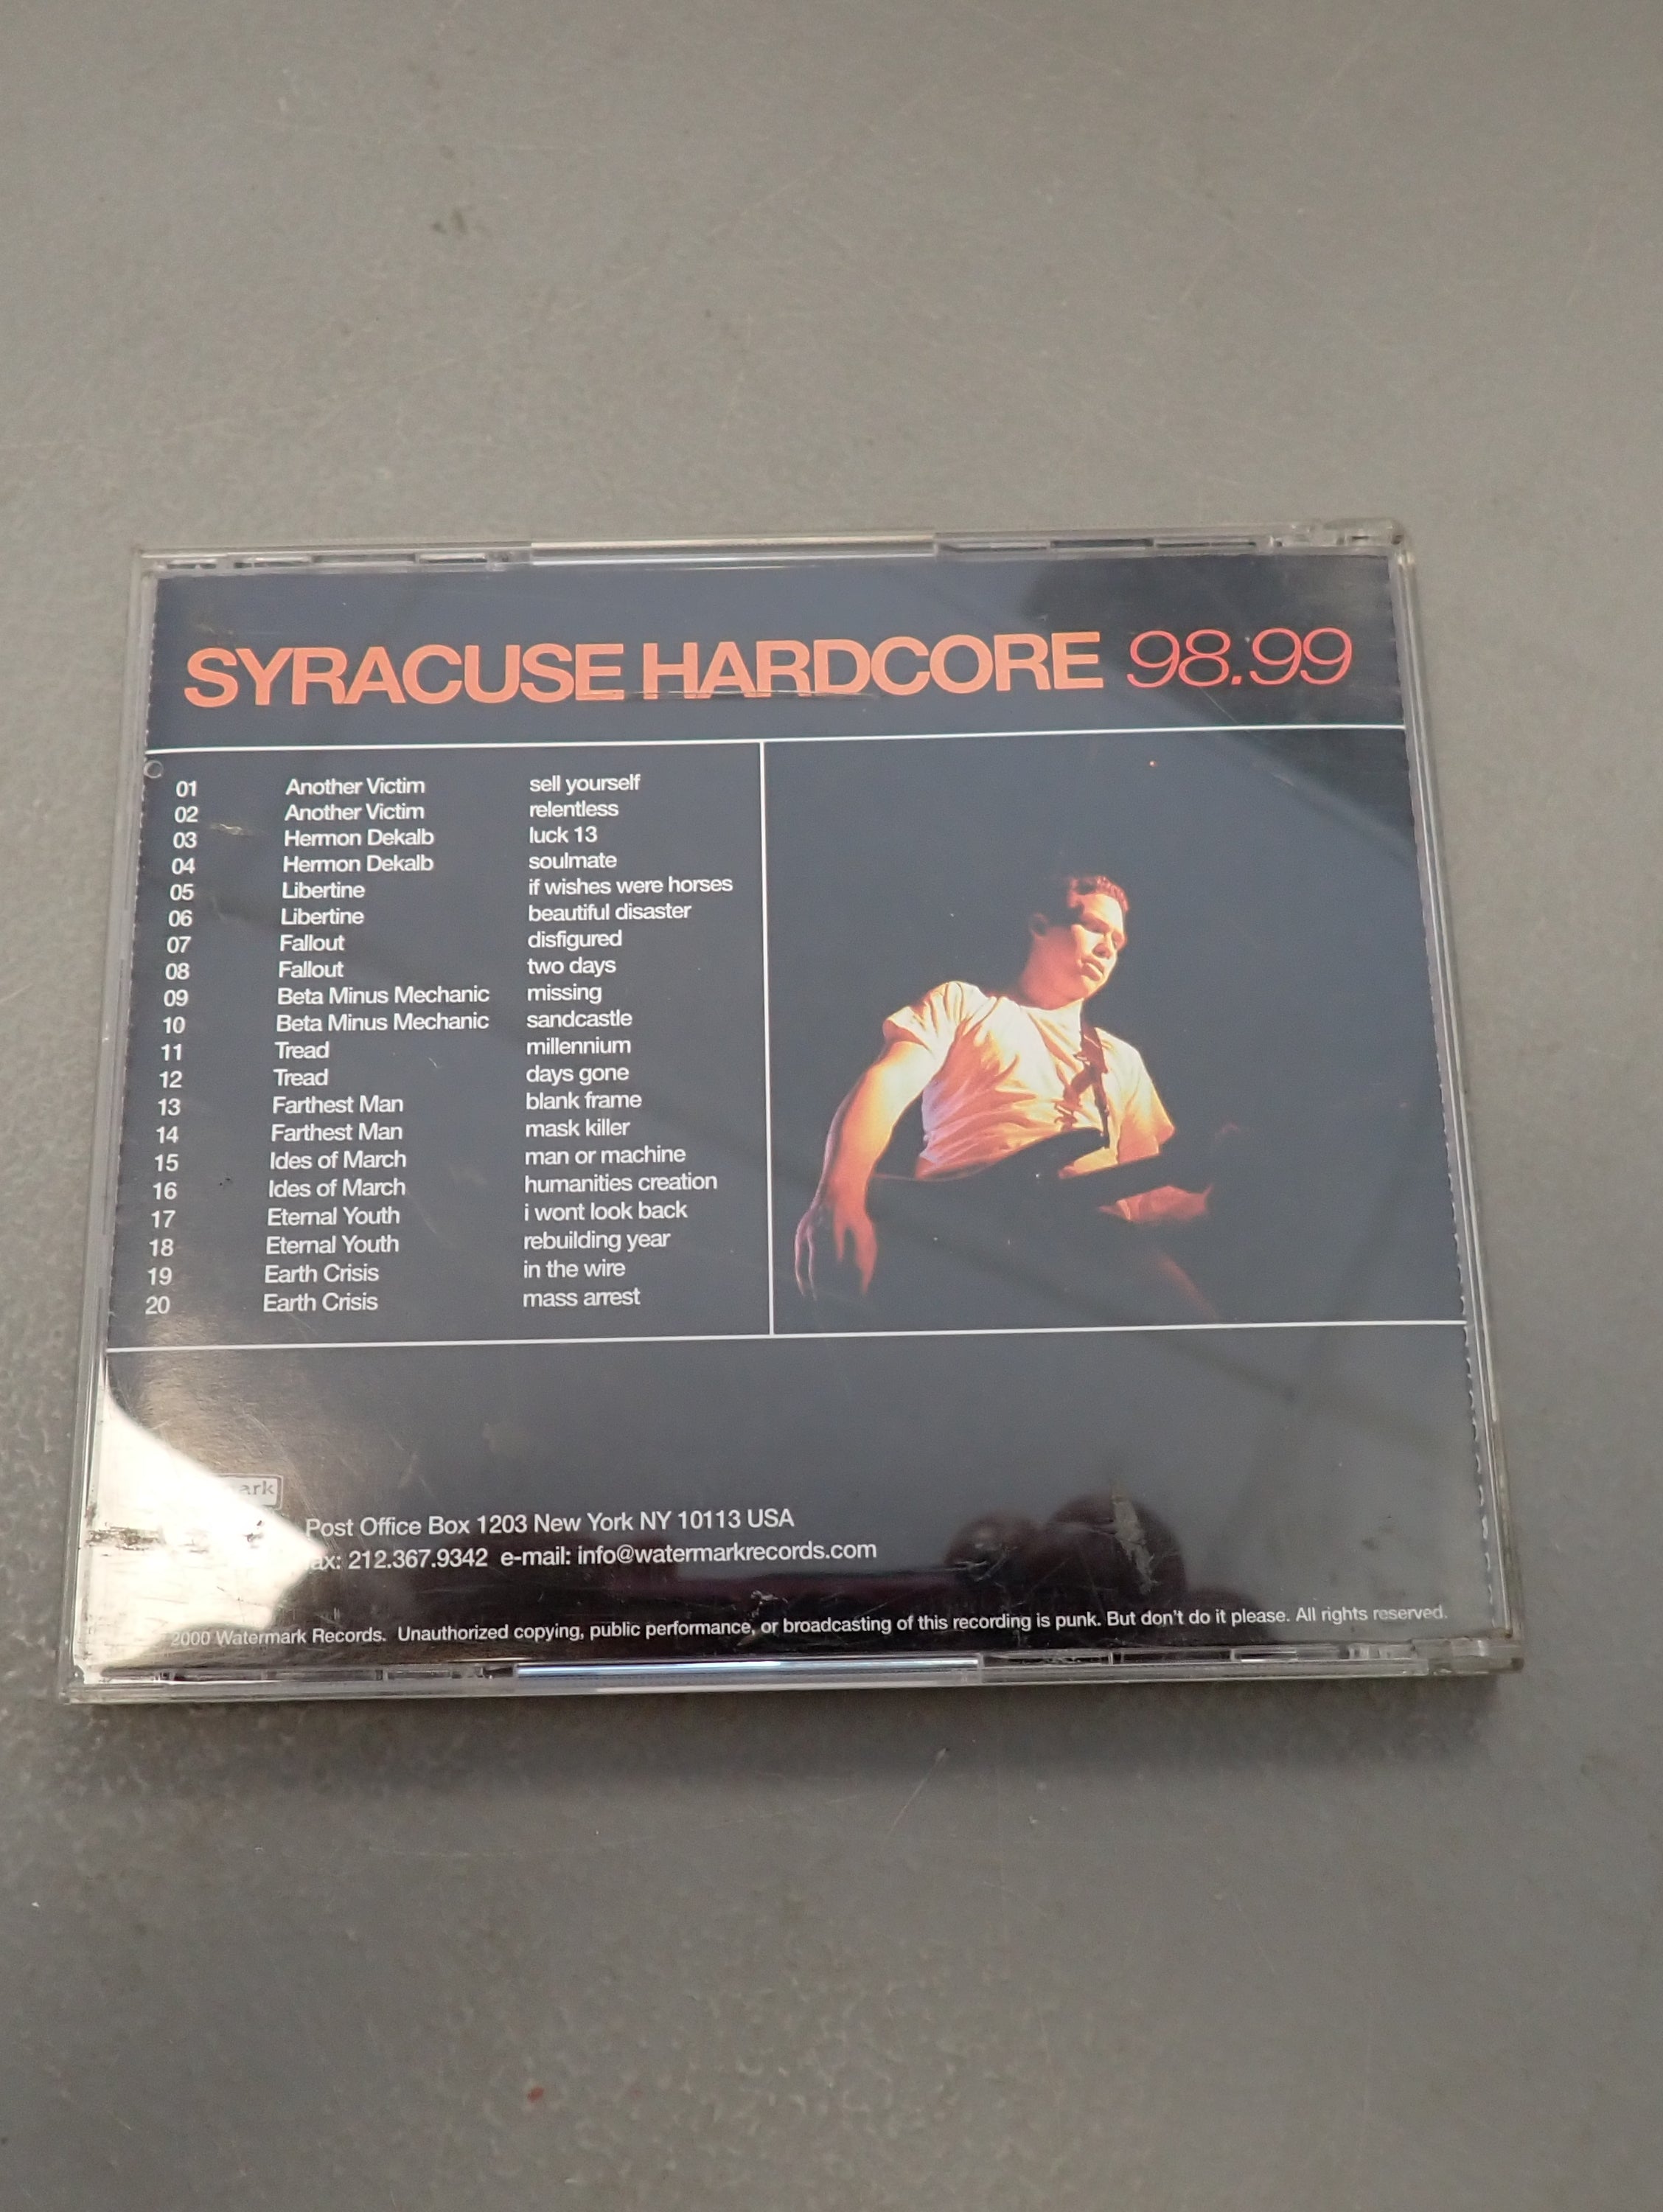 SYRACUSE HARDCORE 98.99
01 Another Victim sell yourself
02 Another Victim relentless
03 Hermon Dekalb luck 13
04 Hermon Dekalb soulmate
05 Libertine if wishes were horses
06 Libertine beautiful disaster
07 Fallout disfigured
08 Fallout two days
09 Beta Minus Mechanic missing
10 Beta Minus Mechanic sandcastle
11 Tread millennium
12 Tread days gone
13 Farthest Man blank frame
14 Farthest Man mask killer
15 Ides of March man or machine
16 Ides of March humanities creation
17 Eternal Youth i wont look back
18 Eternal Youth rebuilding year
19 Earth Crisis in the wire
20 Earth Crisis mass arrest
Post Office Box 1203 New York NY 10113 USA
fax: 212.367.9342 e-mail: info@watermarkrecords.com
2000 Watermark Records. Unauthorized copying, public performance, or broadcasting of this recording is punk. But don't do it please. All rights reserved.